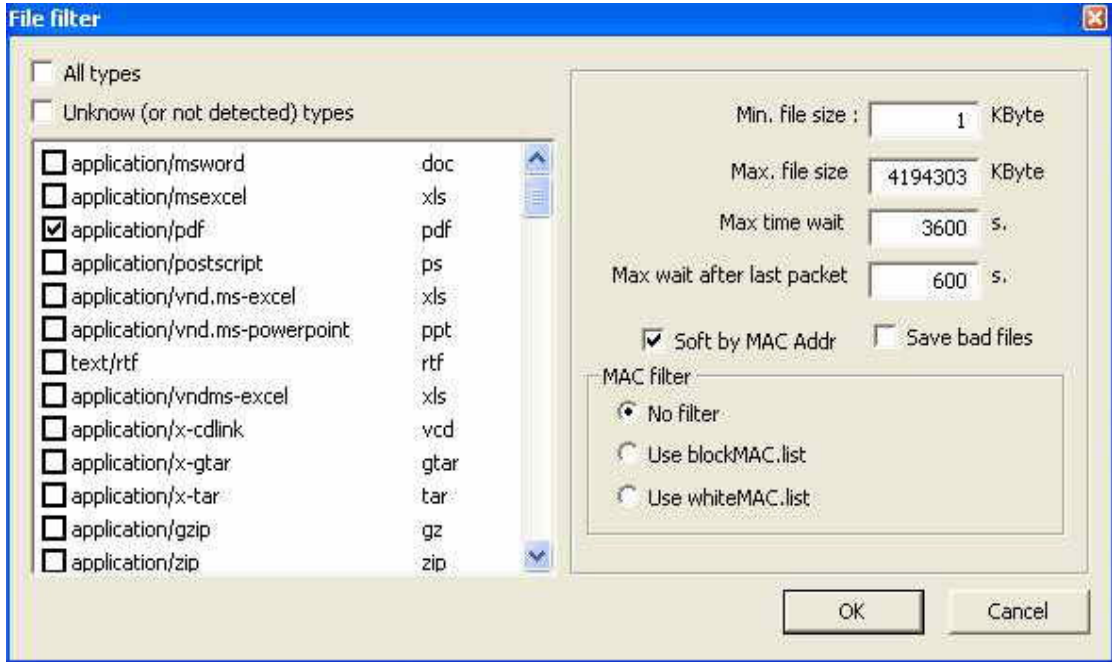 File filter
All types
Unknow (or not detected) types
application/msword doc
application/msexcel xls
application/pdf pdf
application/postscript ps
application/vnd.ms-excel xls
application/vnd.ms-powerpoint ppt
text/rtf rtf
application/vndms-excel xls
application/x-cdlink vcd
application/x-gtar gtar
application/x-tar tar
application/gzip gz
application/zip zip
Min. file size : 1 KByte
Max. file size 4194303 KByte
Max time wait 3600 s.
Max wait after last packet 600 s.
Soft by MAC Addr Save bad files
MAC filter
No filter
Use blockMAC.list
Use whiteMAC.list
OK Cancel